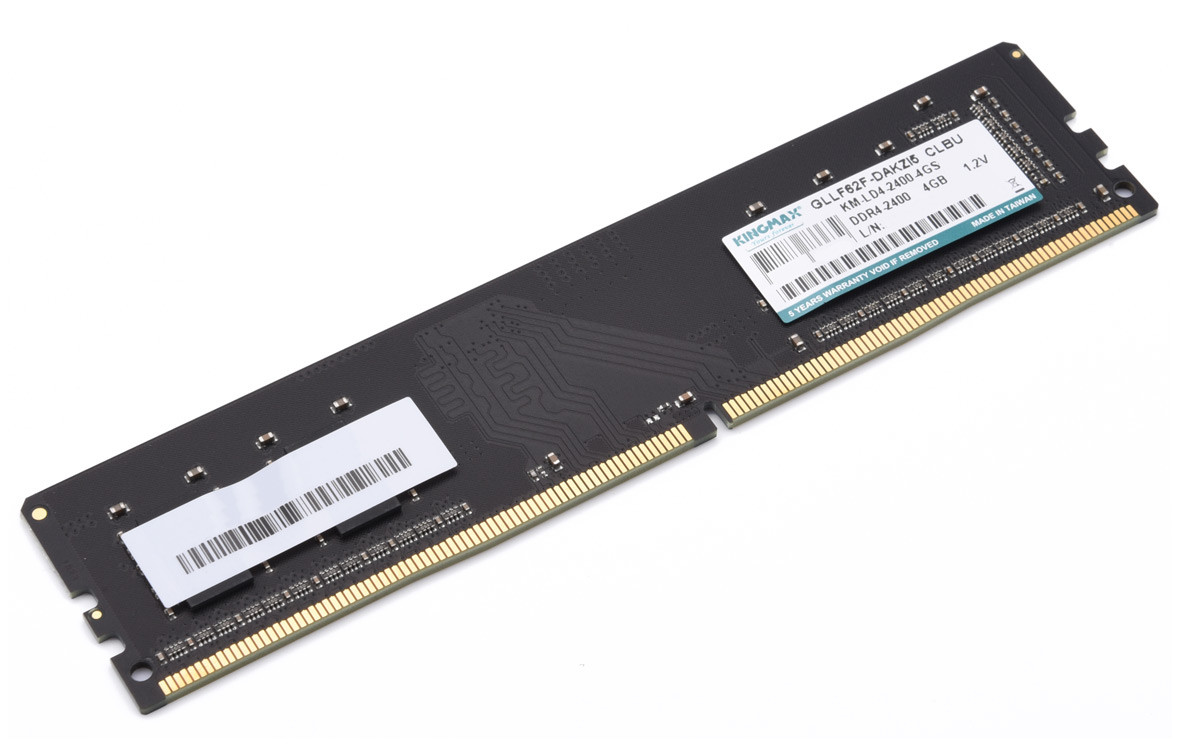 KINGMAX®
GLLF62F-DAKZI5 CLBU
KM-LD4-2400-4GS
DDR4-2400 4GB 1.2V
L/N.
5 YEARS WARRANTY VOID IF REMOVED MADE IN TAIWAN